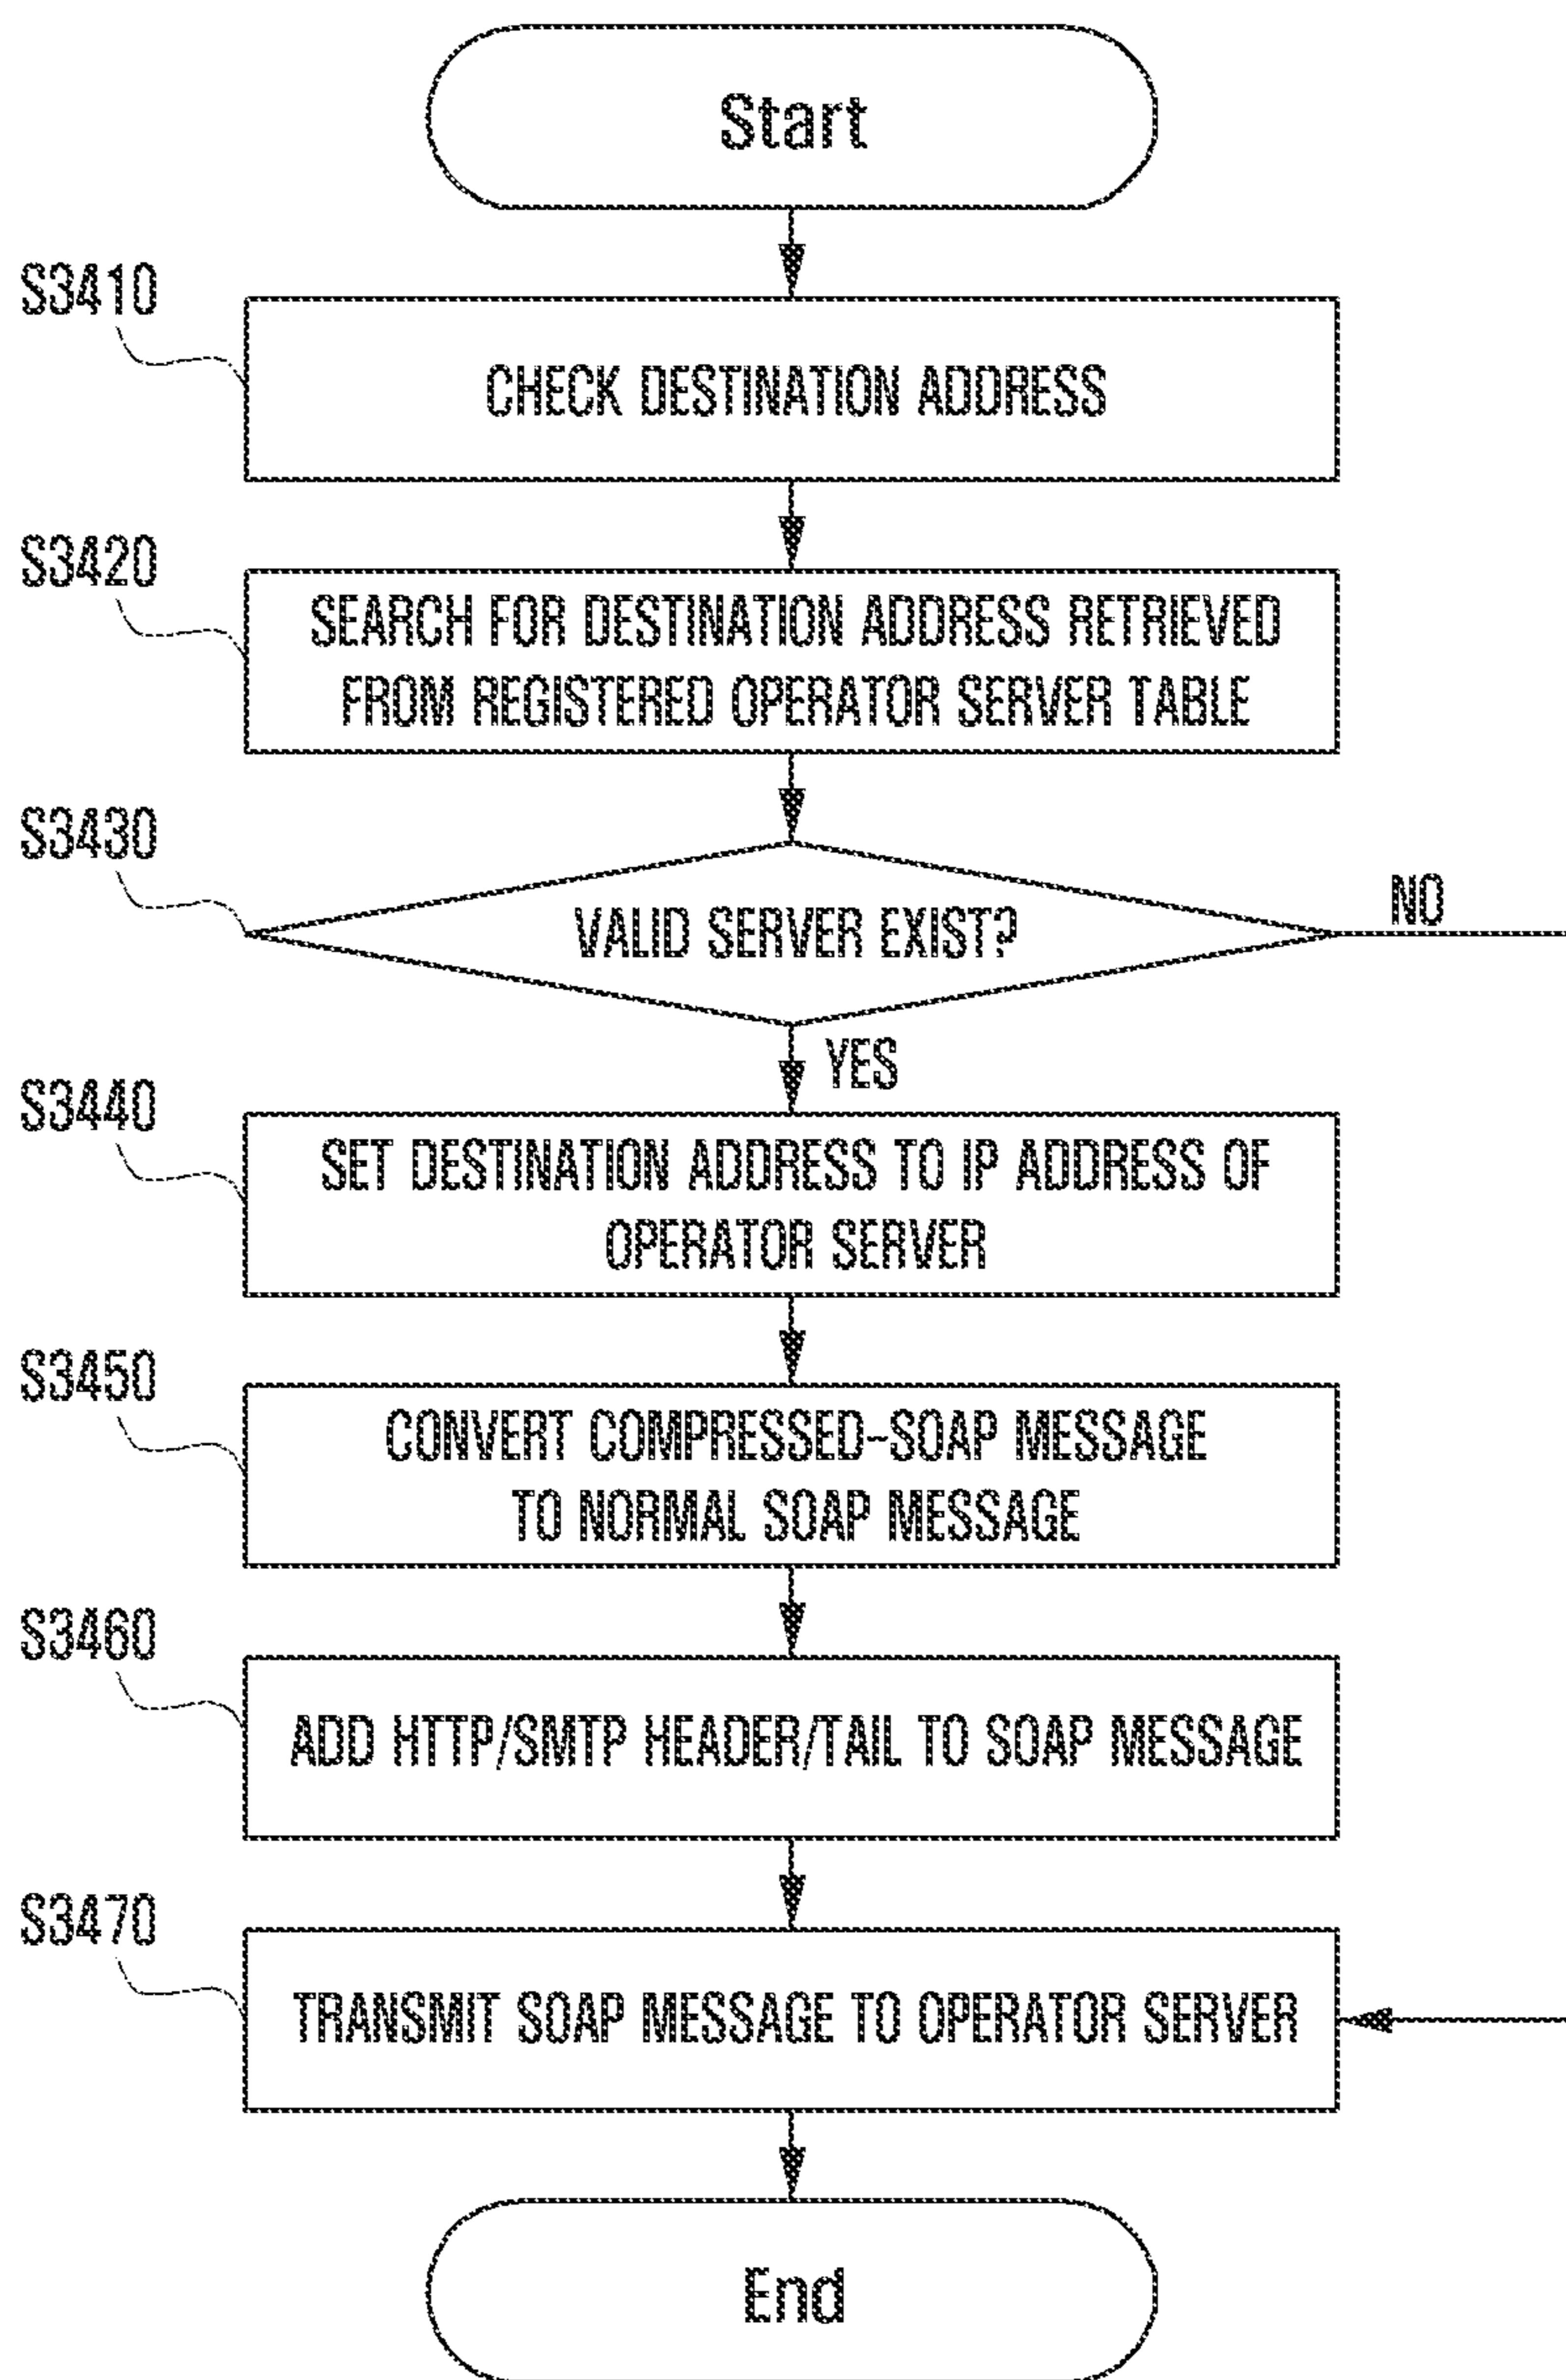 Start
S3410
CHECK DESTINATION ADDRESS
S3420
SEARCH FOR DESTINATION ADDRESS RETRIEVED
FROM REGISTERED OPERATOR SERVER TABLE
S3430
VALID SERVER EXIST?
NO
YES
S3440
SET DESTINATION ADDRESS TO IP ADDRESS OF
OPERATOR SERVER
S3450
CONVERT COMPRESSED-SOAP MESSAGE
TO NORMAL SOAP MESSAGE
S3460
ADD HTTP/SMTP HEADER/TAIL TO SOAP MESSAGE
S3470
TRANSMIT SOAP MESSAGE TO OPERATOR SERVER
End